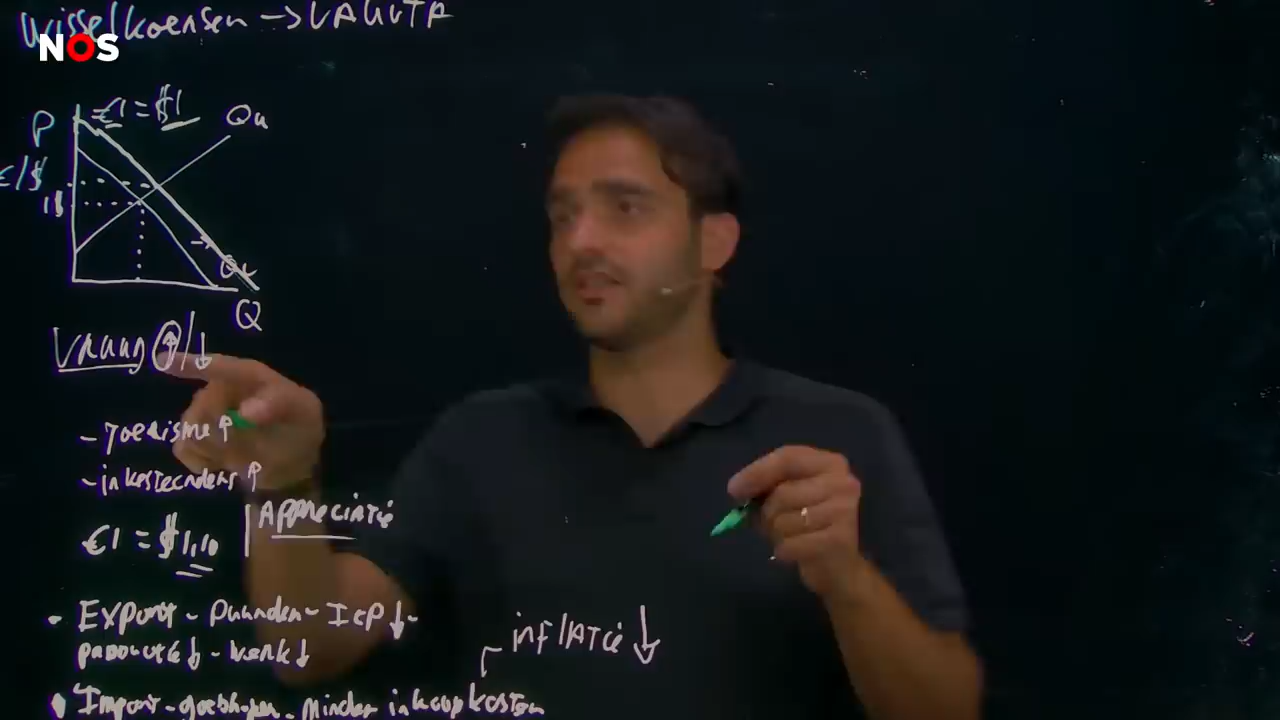 Wisselkoersen → VALUTA
NOS
€1 = $1
P
Qa
€/$
1$
Qv
Q
Vraag ↑/↓
- Toerisme ↑
- inkostecndens ↑
€1 = $1,10 | Appreciatie
• Export - Duurder - ICP ↓ -
productie ↓ - werk ↓
inflatie ↓
• Import - goedkoper - minder inkoopkosten